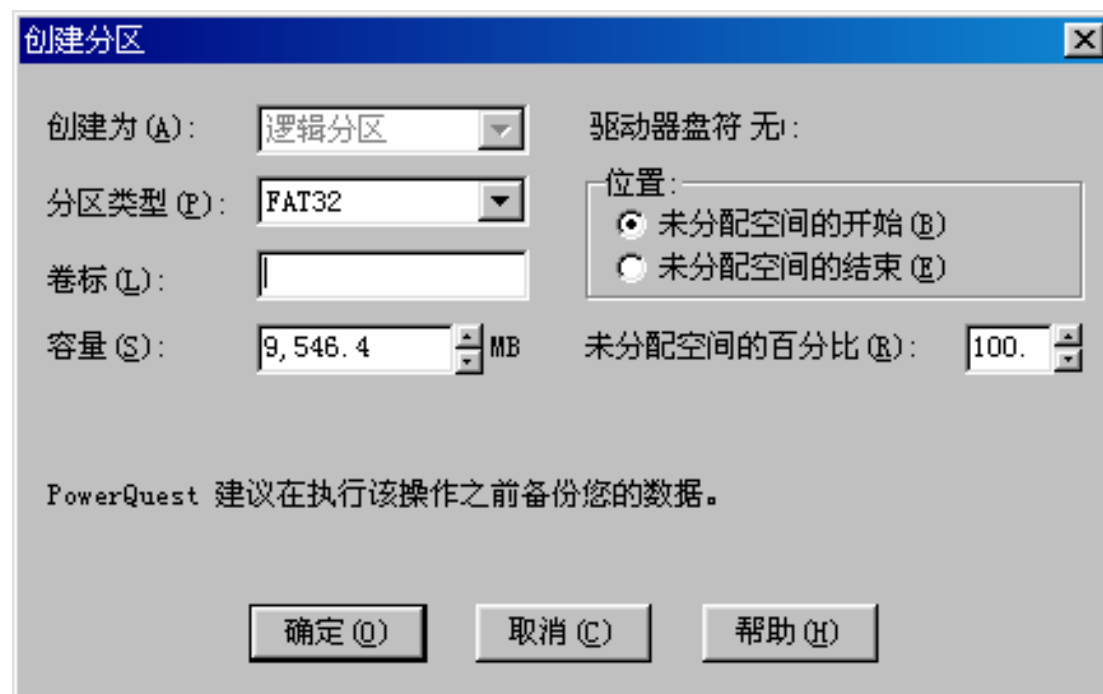 创建分区
创建为(A): 逻辑分区 驱动器盘符 无:
分区类型(P): FAT32 位置:
未分配空间的开始(B)
卷标(L): 未分配空间的结束(E)
容量(S): 9,546.4 MB 未分配空间的百分比(R): 100.
PowerQuest 建议在执行该操作之前备份您的数据。
确定(O) 取消(C) 帮助(H)